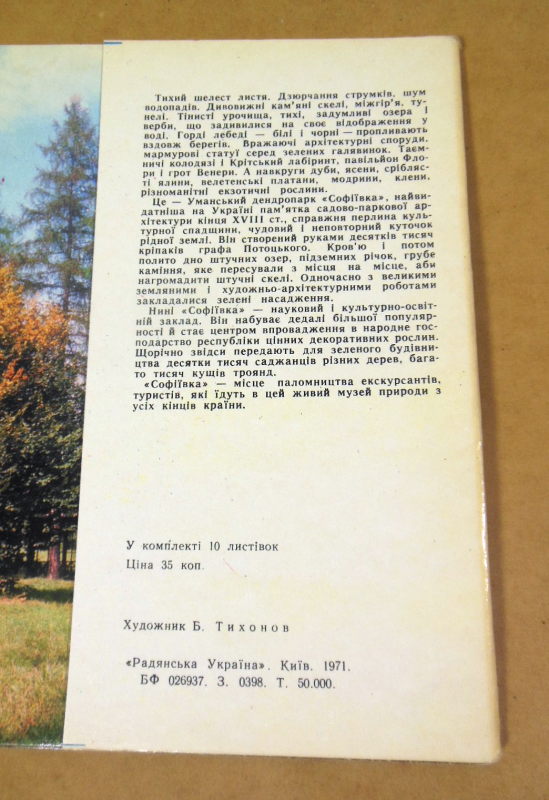 Тихий шелест листя. Дзюрчання струмків, шум
водопадів. Дивовижні кам'яні скелі, міжгір'я, ту-
нелі. Тінисті урочища, тихі, задумливі озера і
верби, що задивилися на своє відображення у
воді. Горді лебеді — білі і чорні — пропливають
вздовж берегів. Вражаючі архітектурні споруди,
мармурові статуї серед зелених галявинок. Таєм-
ничі колодязі і Крітський лабіринт, павільйон Фло-
ри і грот Венери. А навкруги дуби, ясени, сріблис-
ті ялини, велетенські платани, модрини, клени,
різноманітні екзотичні рослини.
Це — Уманський дендропарк «Софіївка», найви-
датніша на Україні пам'ятка садово-паркової ар-
хітектури кінця XVIII ст., справжня перлина куль-
турної спадщини, чудовий і неповторний куточок
рідної землі. Він створений руками десятків тисяч
кріпаків графа Потоцького. Кров'ю і потом
полито дно штучних озер, підземних річок, грубе
каміння, яке пересували з місця на місце, аби
нагромадити штучні скелі. Одночасно з великими
земляними і художньо-архітектурними роботами
закладалися зелені насадження.
Нині «Софіївка» — науковий і культурно-освіт-
ній заклад. Він набуває дедалі більшої популяр-
ності й стає центром впровадження в народне гос-
подарство республіки цінних декоративних рослин.
Щорічно звідси передають для зеленого будівни-
цтва десятки тисяч саджанців різних дерев, бага-
то тисяч кущів троянд.
«Софіївка» — місце паломництва екскурсантів,
туристів, які їдуть в цей живий музей природи з
усіх кінців країни.
У комплекті 10 листівок
Ціна 35 коп.
Художник Б. Тихонов
«Радянська Україна». Київ. 1971.
БФ 026937. З. 0398. Т. 50.000.